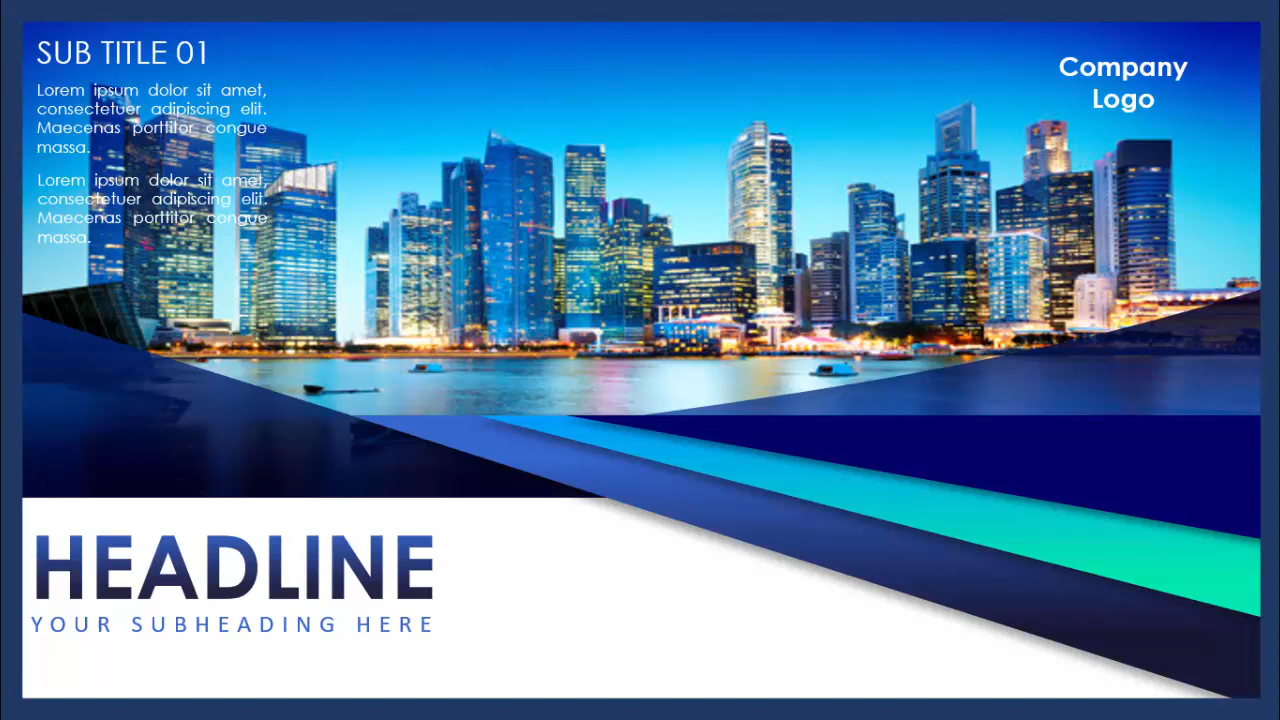 SUB TITLE 01
Lorem ipsum dolor sit amet,
consectetuer adipiscing elit.
Maecenas porttitor congue
massa.
Lorem ipsum dolor sit amet,
consectetuer adipiscing elit.
Maecenas porttitor congue
massa.
Company
Logo
HEADLINE
YOUR SUBHEADING HERE